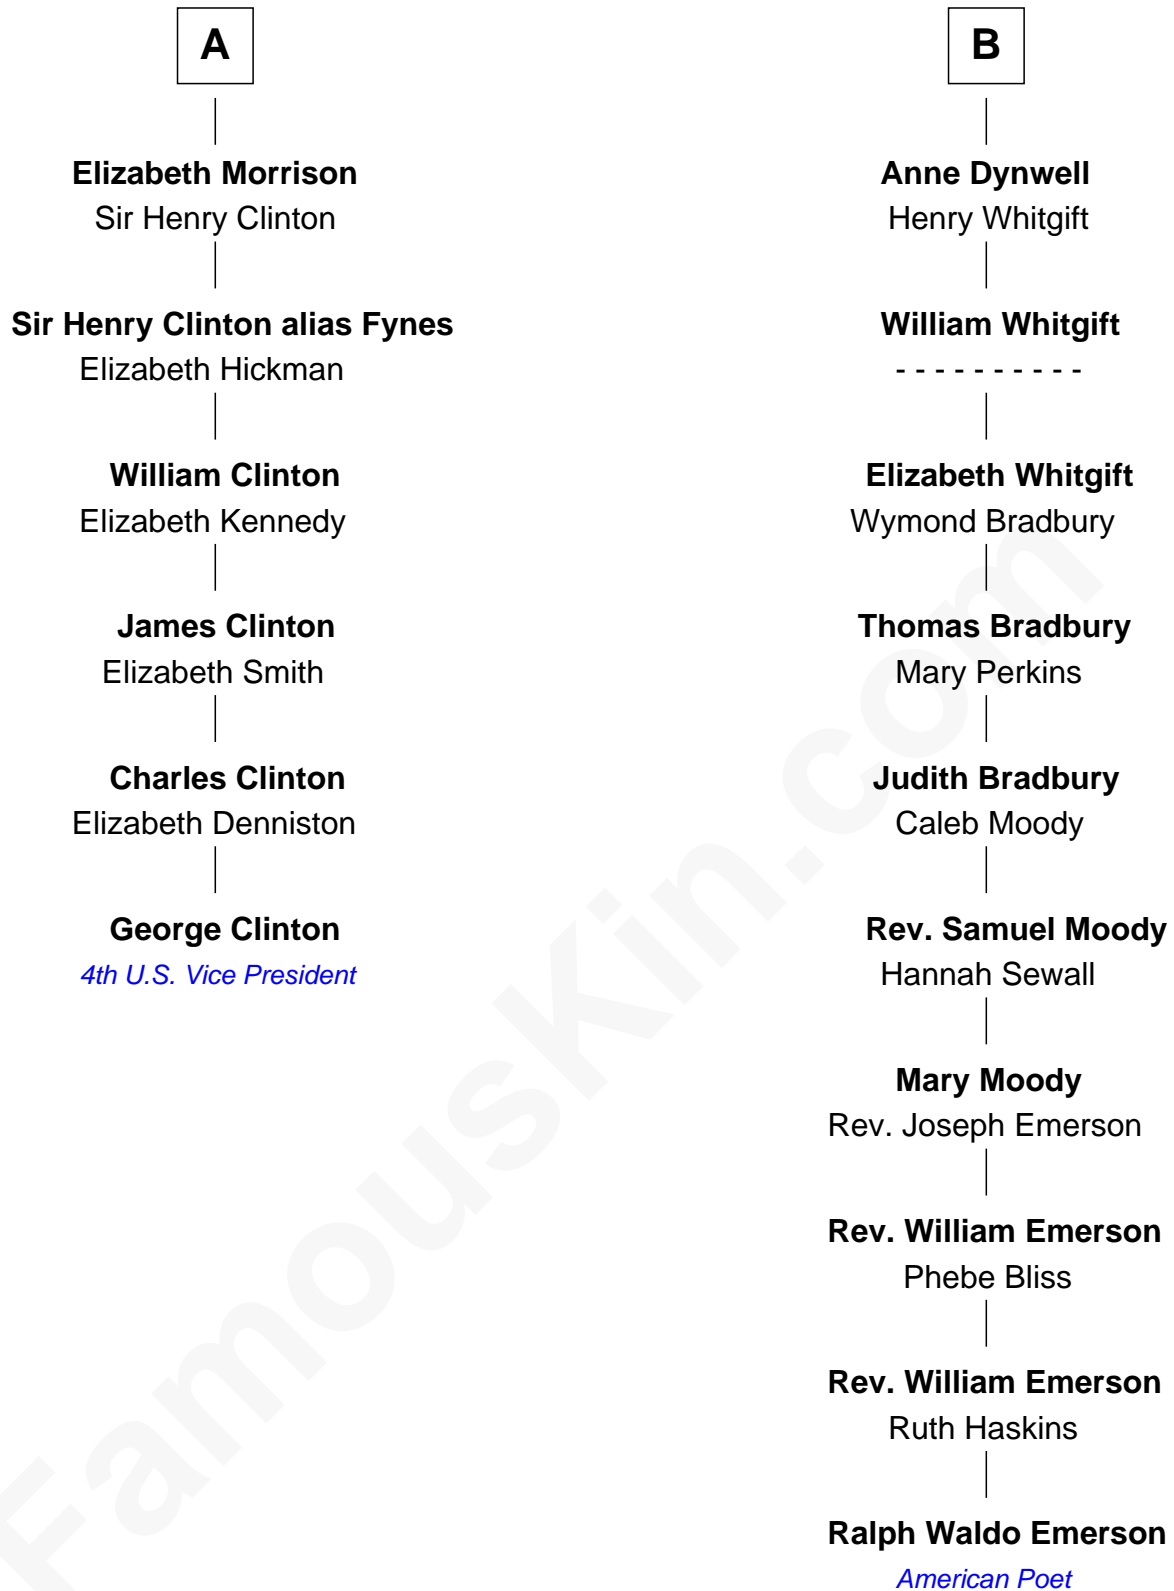 A
Elizabeth Morrison
Sir Henry Clinton
Sir Henry Clinton alias Fynes
Elizabeth Hickman
William Clinton
Elizabeth Kennedy
James Clinton
Elizabeth Smith
Charles Clinton
Elizabeth Denniston
George Clinton
4th U.S. Vice President
B
Anne Dynwell
Henry Whitgift
William Whitgift
- - - - - - - - - -
Elizabeth Whitgift
Wymond Bradbury
Thomas Bradbury
Mary Perkins
Judith Bradbury
Caleb Moody
Rev. Samuel Moody
Hannah Sewall
Mary Moody
Rev. Joseph Emerson
Rev. William Emerson
Phebe Bliss
Rev. William Emerson
Ruth Haskins
Ralph Waldo Emerson
American Poet
FamousKin.com